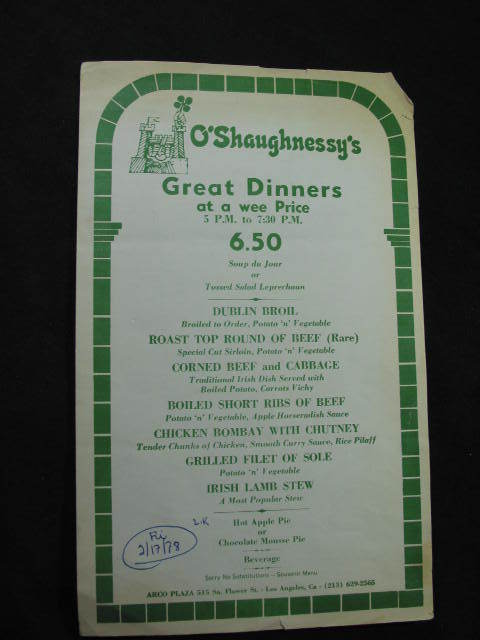 O'Shaughnessy's
Great Dinners
at a wee Price
5 P.M. to 7:30 P.M.
6.50
Soup du Jour
or
Tossed Salad Leprechaun
DUBLIN BROIL
Broiled to Order, Potato 'n' Vegetable
ROAST TOP ROUND OF BEEF (Rare)
Special Cut Sirloin, Potato 'n' Vegetable
CORNED BEEF and CABBAGE
Traditional Irish Dish Served with
Boiled Potato, Carrots Vichy
BOILED SHORT RIBS OF BEEF
Potato 'n' Vegetable, Apple Horseradish Sauce
CHICKEN BOMBAY WITH CHUTNEY
Tender Chunks of Chicken, Smooth Curry Sauce, Rice Pilaff
GRILLED FILET OF SOLE
Potato 'n' Vegetable
IRISH LAMB STEW
A Most Popular Stew
Hot Apple Pie
or
Chocolate Mousse Pie
Beverage
Fri
2/17/78
L.K
Sorry No Substitutions - Souvenir Menu
ARCO PLAZA 515 So. Flower St. - Los Angeles, Ca - (213) 629-2565